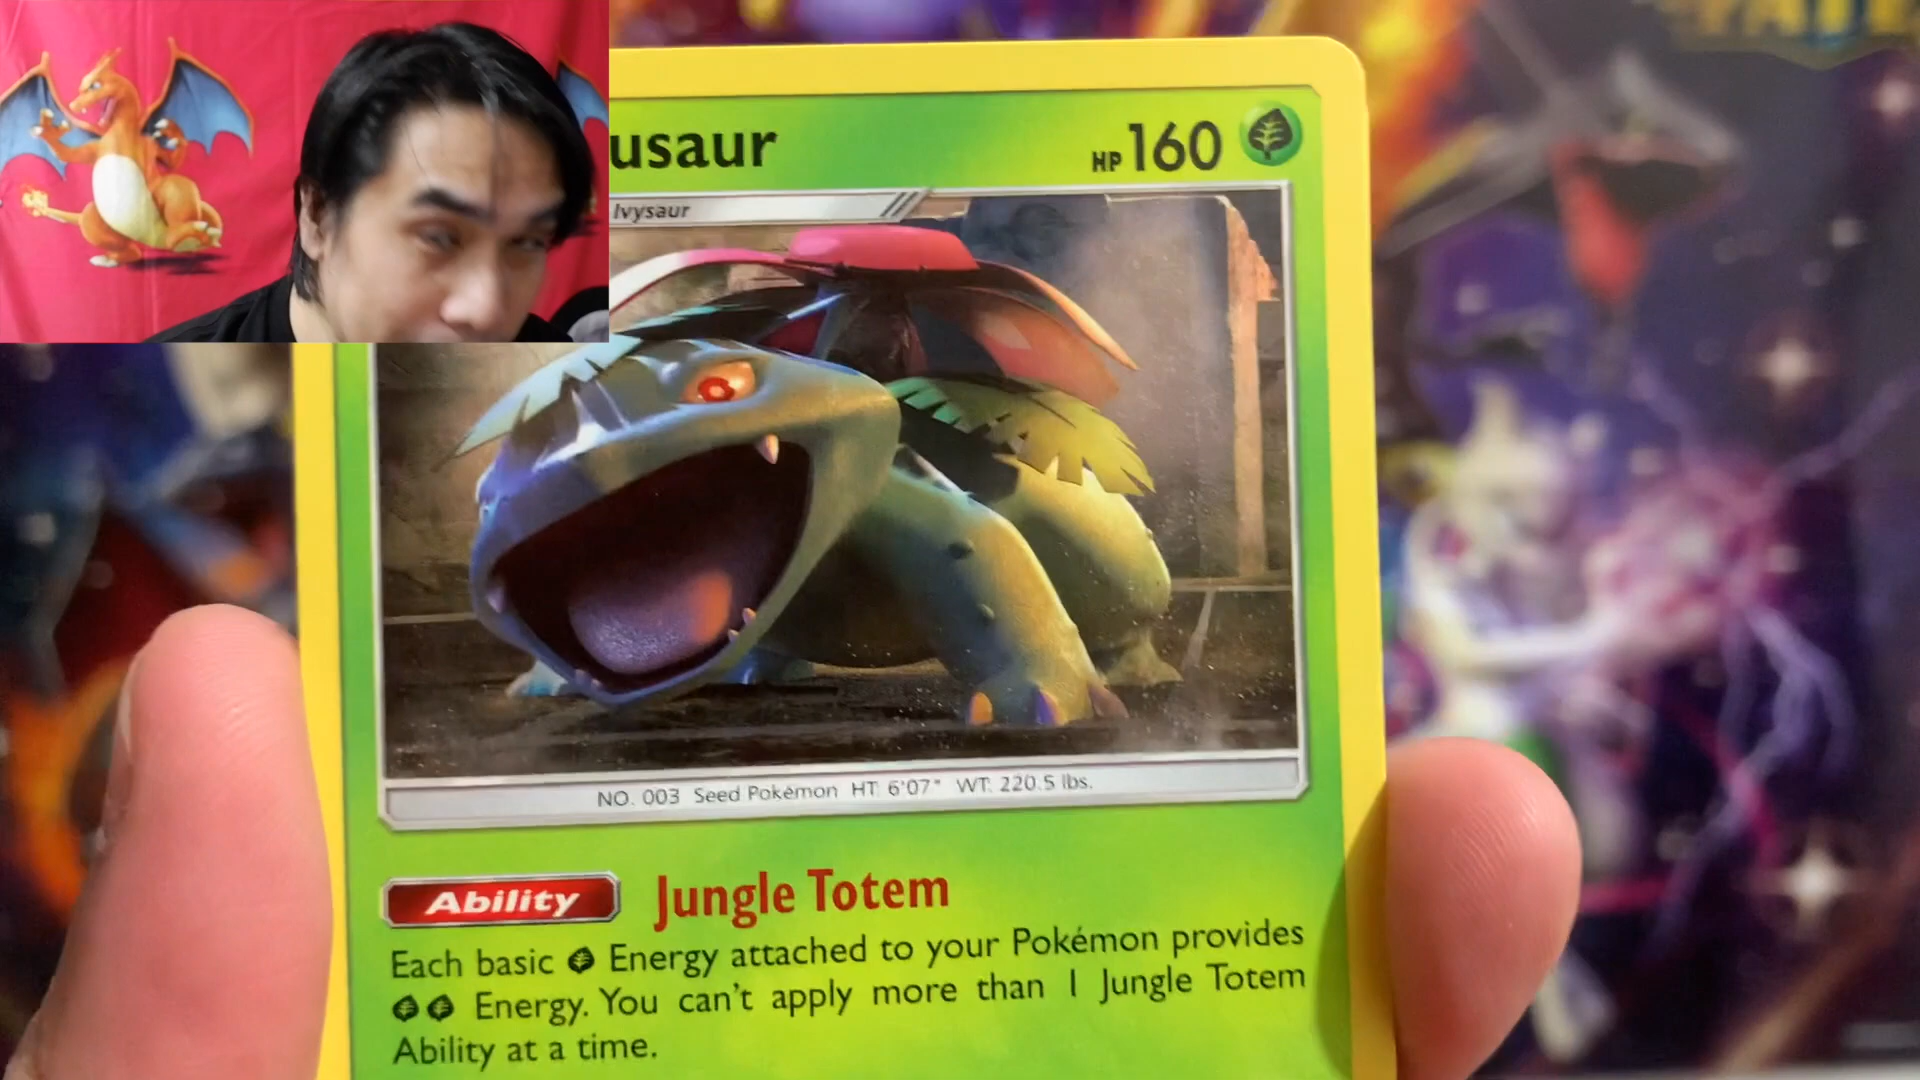 usaur
HP 160
Ivysaur
NO. 003 Seed Pokémon HT: 6'07" WT: 220.5 lbs.
Ability Jungle Totem
Each basic Energy attached to your Pokémon provides
Energy. You can't apply more than 1 Jungle Totem
Ability at a time.